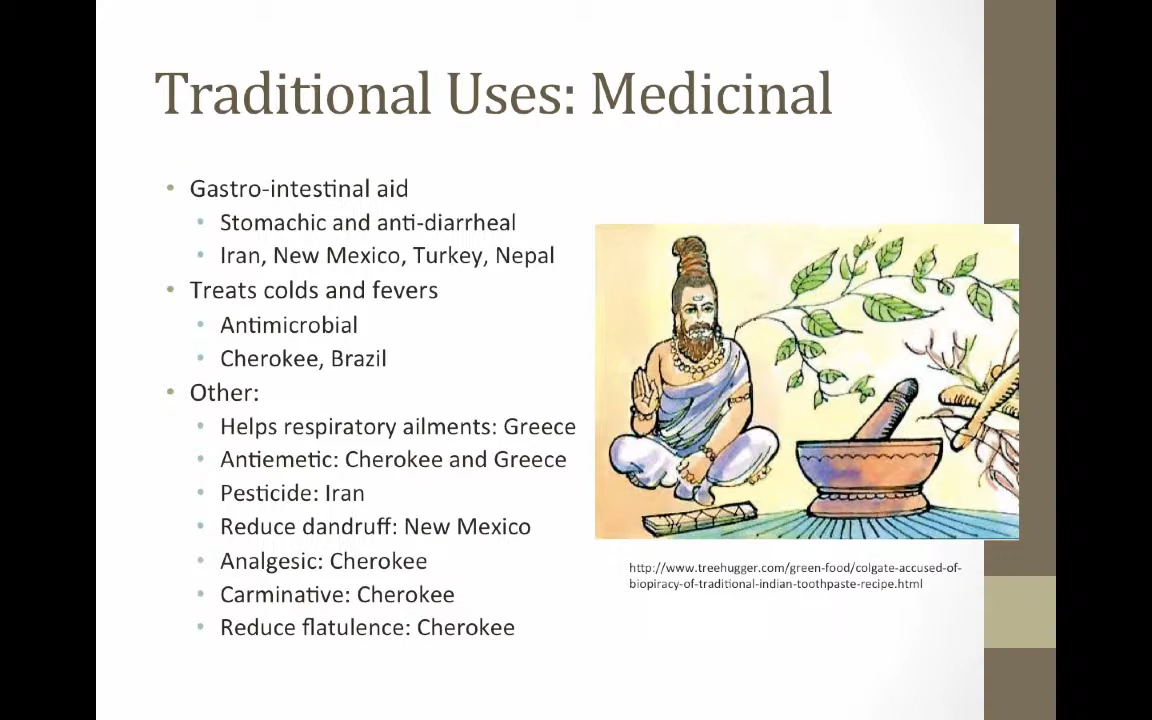 Traditional Uses: Medicinal
• Gastro-intestinal aid
• Stomachic and anti-diarrheal
• Iran, New Mexico, Turkey, Nepal
• Treats colds and fevers
• Antimicrobial
• Cherokee, Brazil
• Other:
• Helps respiratory ailments: Greece
• Antiemetic: Cherokee and Greece
• Pesticide: Iran
• Reduce dandruff: New Mexico
• Analgesic: Cherokee
• Carminative: Cherokee
• Reduce flatulence: Cherokee
http://www.treehugger.com/green-food/colgate-accused-of-
biopiracy-of-traditional-indian-toothpaste-recipe.html